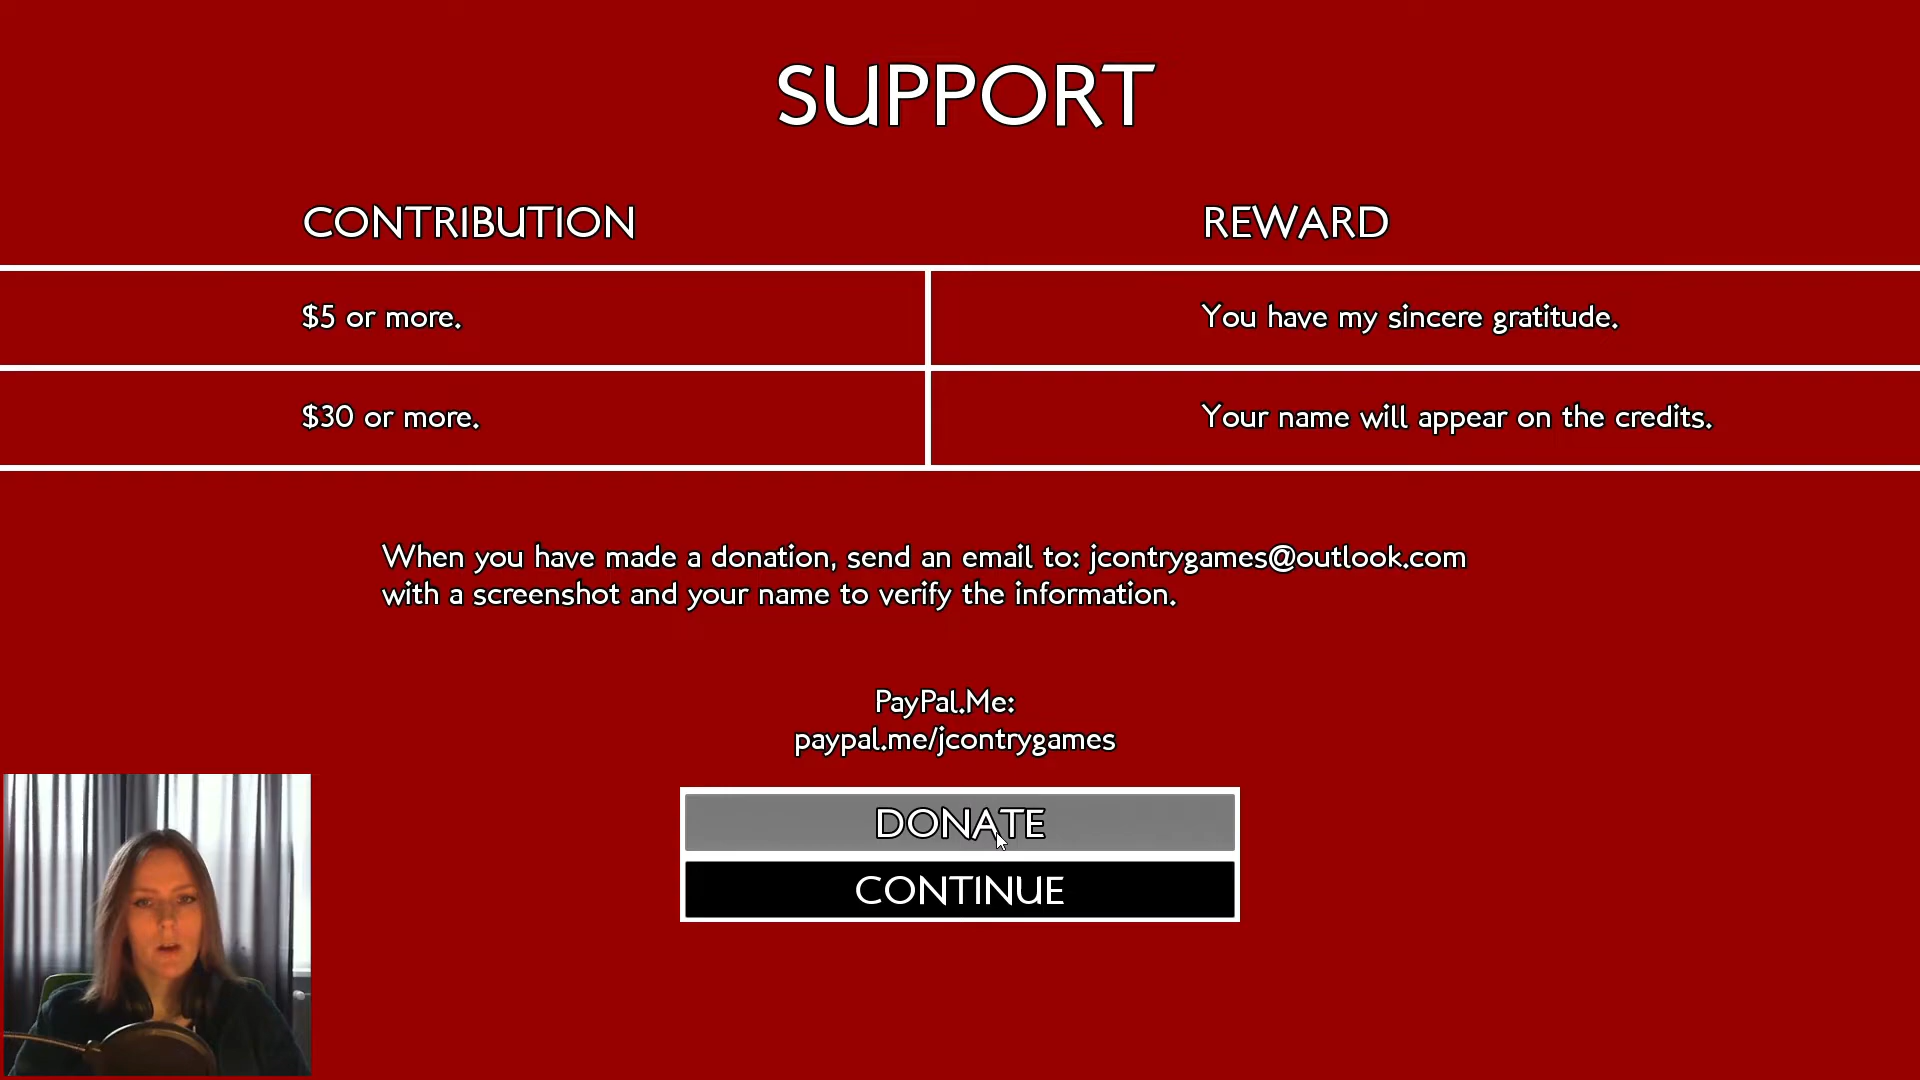 SUPPORT
CONTRIBUTION
REWARD
$5 or more.
You have my sincere gratitude.
$30 or more.
Your name will appear on the credits.
When you have made a donation, send an email to: jcontrygames@outlook.com
with a screenshot and your name to verify the information.
PayPal.Me:
paypal.me/jcontrygames
DONATE
CONTINUE